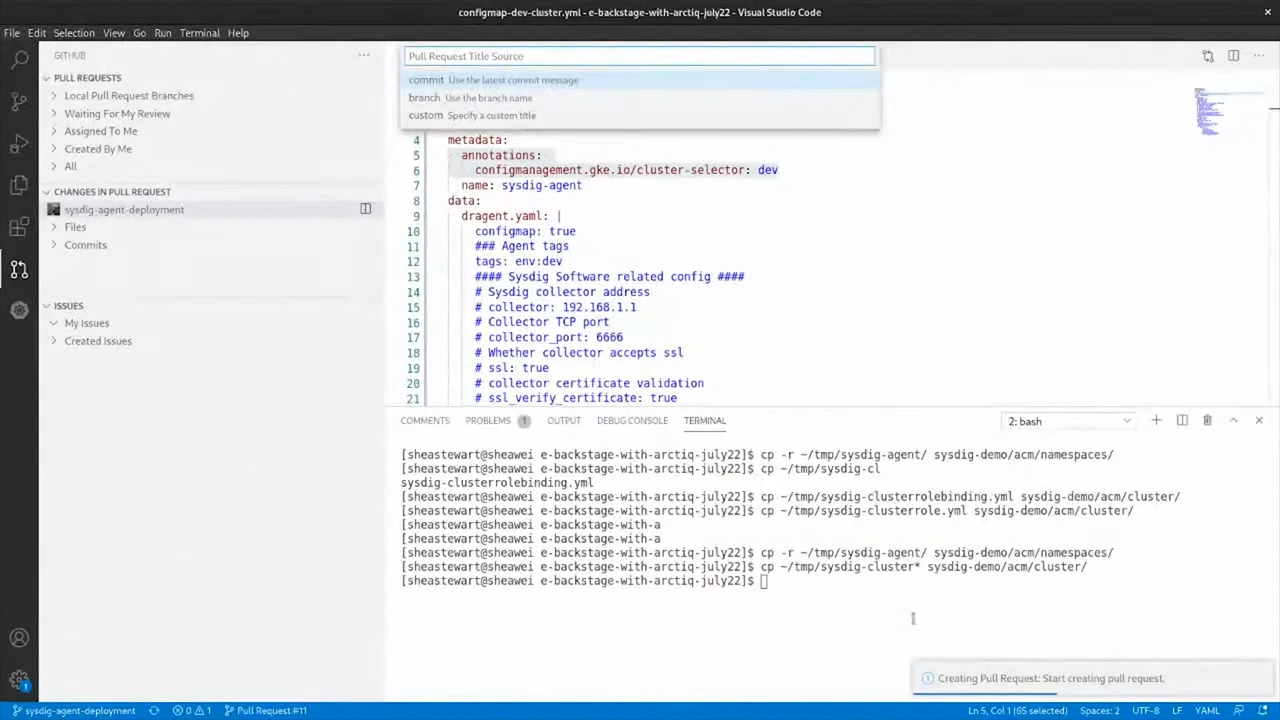 configmap-dev-cluster.yml - e-backstage-with-arctiq-july22 - Visual Studio Code
File Edit Selection View Go Run Terminal Help
GITHUB
PULL REQUESTS
Local Pull Request Branches
Waiting For My Review
Assigned To Me
Created By Me
All
CHANGES IN PULL REQUEST
sysdig-agent-deployment
Files
Commits
ISSUES
My Issues
Created Issues
Pull Request Title Source
commit Use the latest commit message
branch Use the branch name
custom Specify a custom title
4 metadata:
5 annotations:
6 configmanagement.gke.io/cluster-selector: dev
7 name: sysdig-agent
8 data:
9 dragent.yaml: |
10 configmap: true
11 ### Agent tags
12 tags: env:dev
13 #### Sysdig Software related config ####
14 # Sysdig collector address
15 # collector: 192.168.1.1
16 # Collector TCP port
17 # collector_port: 6666
18 # Whether collector accepts ssl
19 # ssl: true
20 # collector certificate validation
21 # ssl_verify_certificate: true
COMMENTS PROBLEMS 1 OUTPUT DEBUG CONSOLE TERMINAL 2: bash
[sheastewart@sheawei e-backstage-with-arctiq-july22]$ cp -r ~/tmp/sysdig-agent/ sysdig-demo/acm/namespaces/
[sheastewart@sheawei e-backstage-with-arctiq-july22]$ cp ~/tmp/sysdig-cl
sysdig-clusterrolebinding.yml
[sheastewart@sheawei e-backstage-with-arctiq-july22]$ cp ~/tmp/sysdig-clusterrolebinding.yml sysdig-demo/acm/cluster/
[sheastewart@sheawei e-backstage-with-arctiq-july22]$ cp ~/tmp/sysdig-clusterrole.yml sysdig-demo/acm/cluster/
[sheastewart@sheawei e-backstage-with-a
[sheastewart@sheawei e-backstage-with-a
[sheastewart@sheawei e-backstage-with-arctiq-july22]$ cp -r ~/tmp/sysdig-agent/ sysdig-demo/acm/namespaces/
[sheastewart@sheawei e-backstage-with-arctiq-july22]$ cp ~/tmp/sysdig-cluster* sysdig-demo/acm/cluster/
[sheastewart@sheawei e-backstage-with-arctiq-july22]$
Creating Pull Request: Start creating pull request.
1
sysdig-agent-deployment 0 1 Pull Request #11 Ln 5, Col 1 (65 selected) Spaces: 2 UTF-8 LF YAML